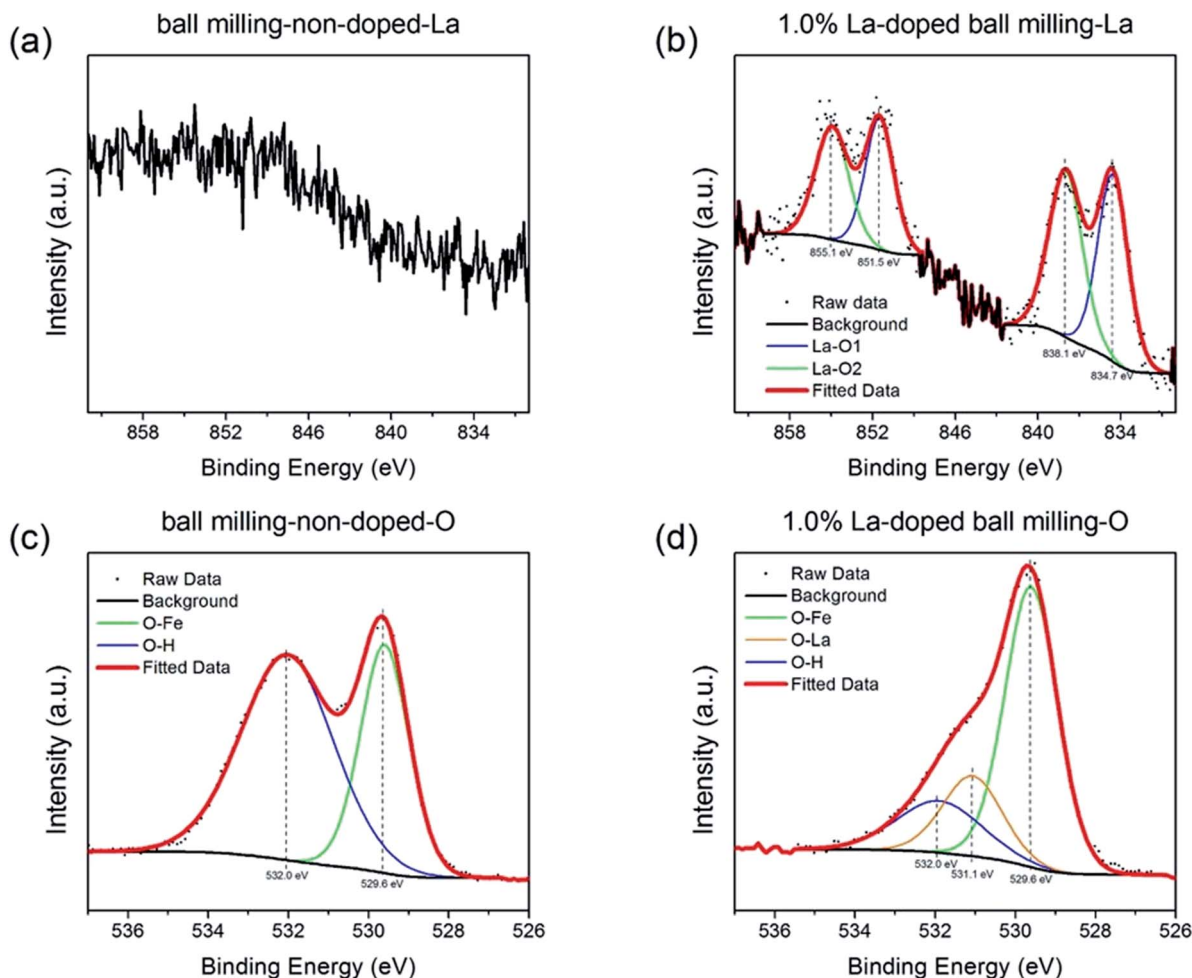 (a)
ball milling-non-doped-La
Intensity (a.u.)
858 852 846 840 834
Binding Energy (eV)
(b)
1.0% La-doped ball milling-La
Intensity (a.u.)
855.1 eV
851.5 eV
Raw data
Background
La-O1
La-O2
Fitted Data
838.1 eV
834.7 eV
858 852 846 840 834
Binding Energy (eV)
(c)
ball milling-non-doped-O
Intensity (a.u.)
Raw Data
Background
O-Fe
O-H
Fitted Data
532.0 eV
529.6 eV
536 534 532 530 528 526
Binding Energy (eV)
(d)
1.0% La-doped ball milling-O
Intensity (a.u.)
Raw Data
Background
O-Fe
O-La
O-H
Fitted Data
532.0 eV
531.1 eV
529.6 eV
536 534 532 530 528 526
Binding Energy (eV)